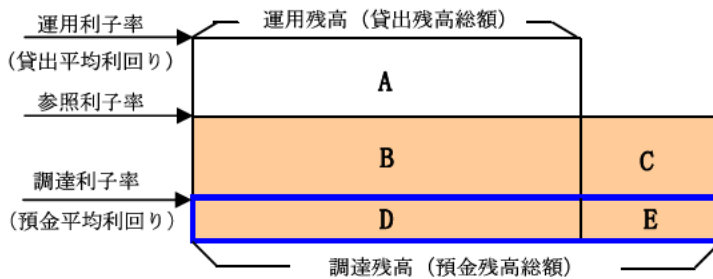 運用利子率
運用残高（貸出残高総額）
（貸出平均利回り）
A
参照利子率
B
C
調達利子率
（預金平均利回り）
D
E
調達残高（預金残高総額）